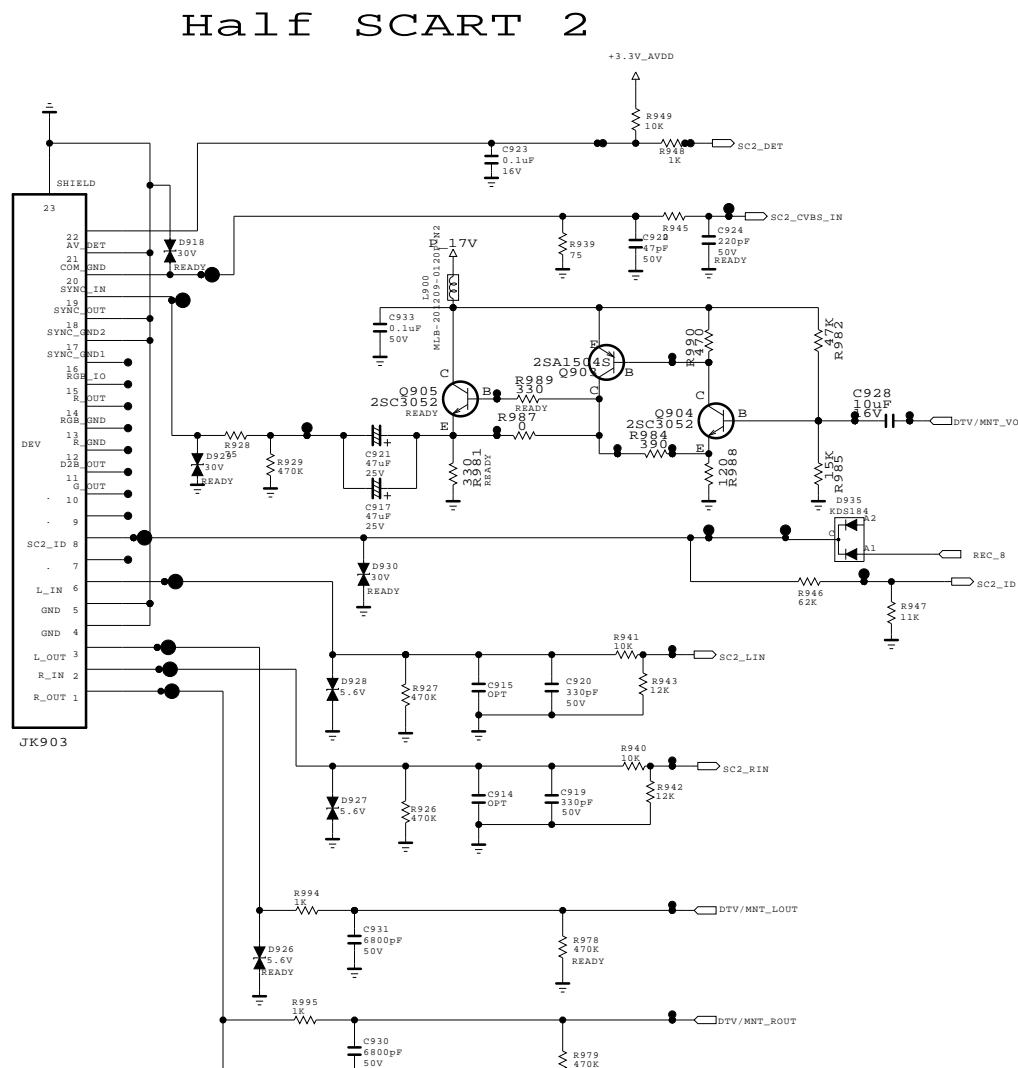 Half SCART 2
+3.3V_AVDD
R949
10K
C923
0.1uF
16V
R948
1K
SC2_DET
SHIELD
23
22
AV_DET
21
COM_GND
20
SYNC_IN
19
SYNC_OUT
18
SYNC_GND2
17
SYNC_GND1
16
RGB_IO
15
R_OUT
14
RGB_GND
13
R_GND
12
D2B_OUT
11
G_OUT
10
.
9
.
SC2_ID 8
7
.
6
L_IN
GND 5
GND 4
L_OUT 3
R_IN 2
R_OUT 1
DEV
JK903
D918
30V
READY
R939
75
C922
47pF
50V
R945
C924
220pF
50V
READY
SC2_CVBS_IN
P_17V
L900
MLB-201209-0120P-N2
C933
0.1uF
50V
E
2SA1504S
Q903
B
C
R990
470
47K
R982
C
Q905
2SC3052
READY
B
E
R989
330
READY
R987
0
C
Q904
2SC3052
B
E
R984
390
C928
10uF
16V
DTV/MNT_VO
D929
30V
READY
R928
75
R929
470K
C921
47uF
25V
C917
47uF
25V
330
R981
READY
120
R988
15K
R985
D935
KDS184
A2
C
A1
REC_8
D930
30V
READY
R946
62K
R947
11K
SC2_ID
D928
5.6V
R927
470K
C915
OPT
C920
330pF
50V
R941
10K
R943
12K
SC2_LIN
D927
5.6V
R926
470K
C914
OPT
C919
330pF
50V
R940
10K
R942
12K
SC2_RIN
R994
1K
D926
5.6V
READY
C931
6800pF
50V
R978
470K
READY
DTV/MNT_LOUT
R995
1K
C930
6800pF
50V
R979
470K
DTV/MNT_ROUT